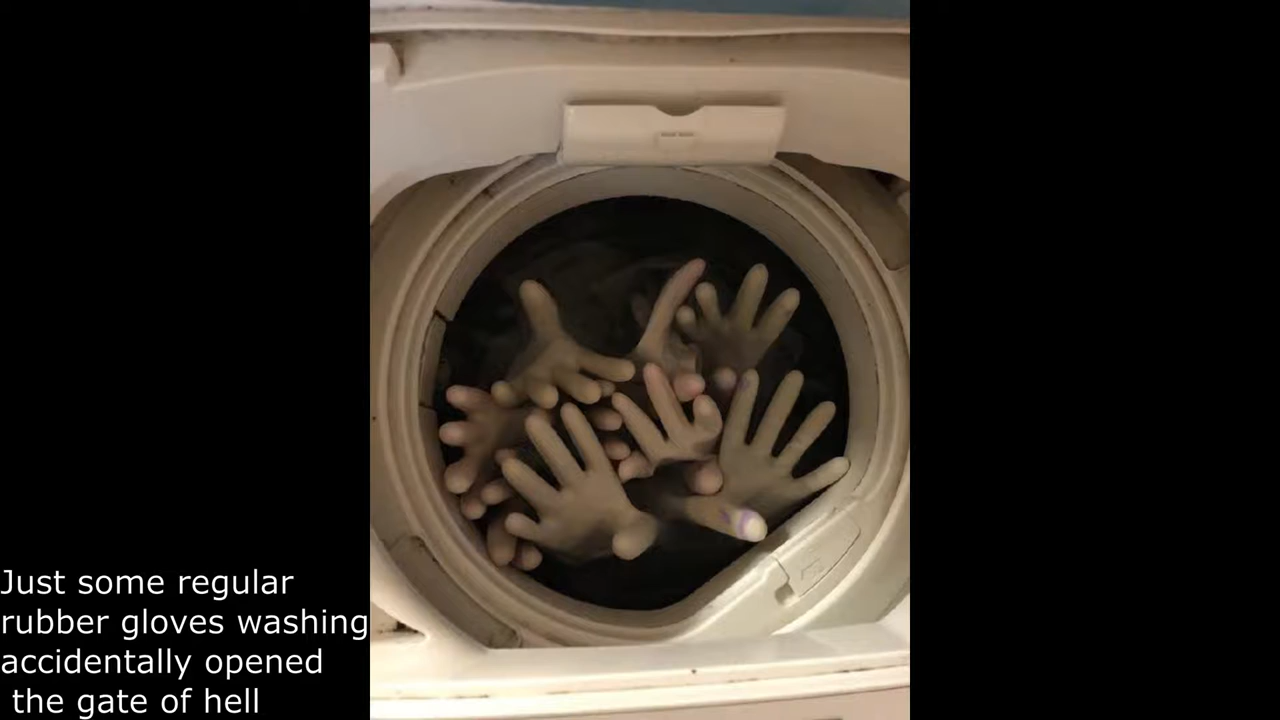 Just some regular
rubber gloves washing
accidentally opened
the gate of hell